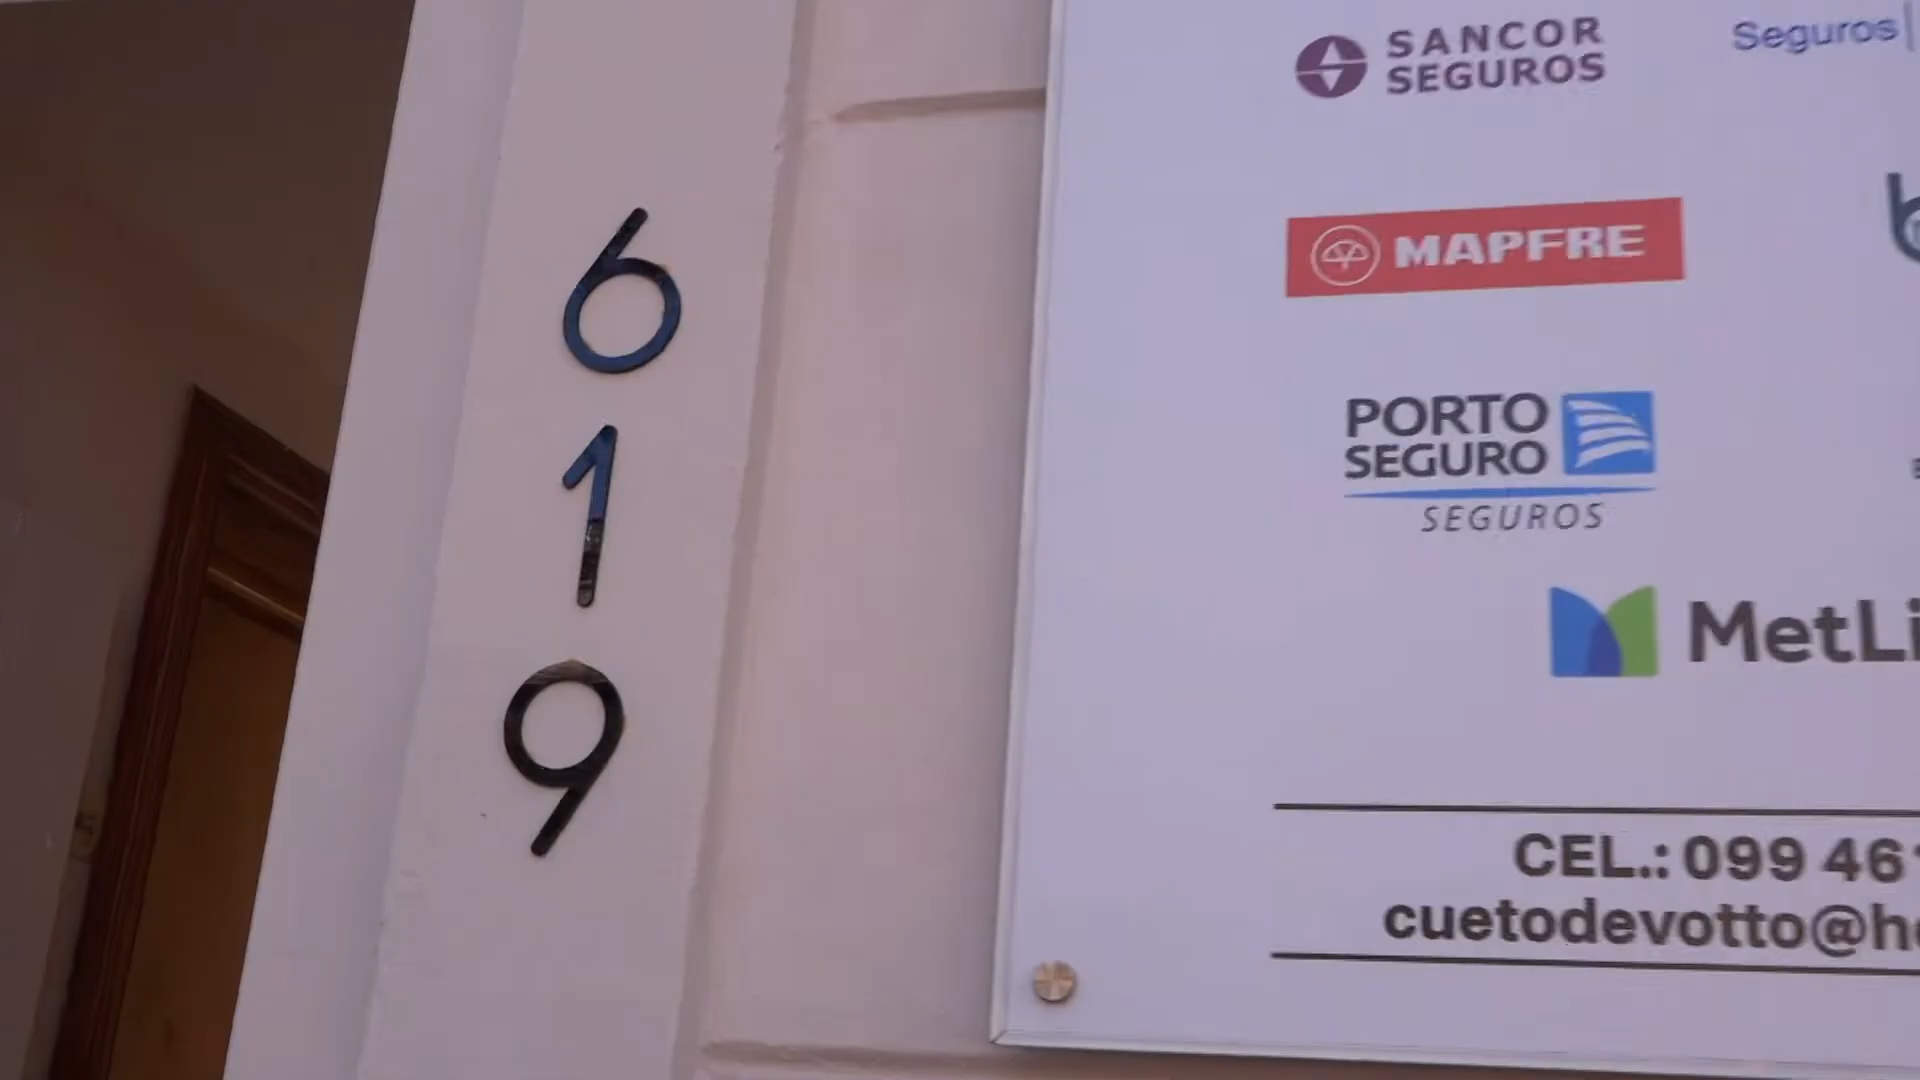 6
1
9
SANCOR
SEGUROS
Seguros
MAPFRE
PORTO
SEGURO
SEGUROS
MetLi
CEL.: 099 46
cuetodevotto@h